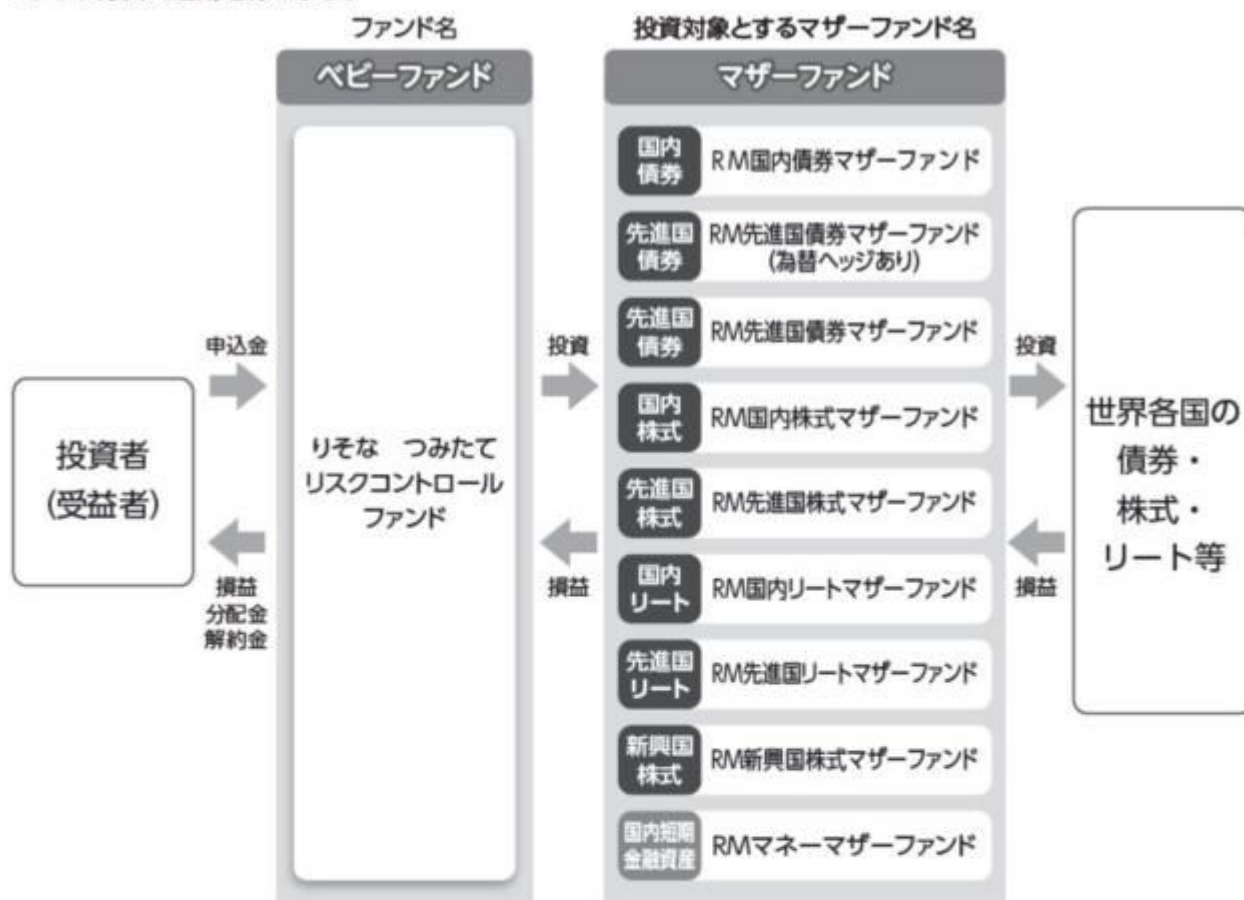 ファンド名
ベビーファンド
投資対象とするマザーファンド名
マザーファンド
投資者
(受益者)
申込金
損益
分配金
解約金
りそな つみたて
リスクコントロール
ファンド
投資
損益
国内
債券
RM国内債券マザーファンド
先進国
債券
RM先進国債券マザーファンド
(為替ヘッジあり)
先進国
債券
RM先進国債券マザーファンド
国内
株式
RM国内株式マザーファンド
先進国
株式
RM先進国株式マザーファンド
国内
リート
RM国内リートマザーファンド
先進国
リート
RM先進国リートマザーファンド
新興国
株式
RM新興国株式マザーファンド
国内短期
金融資産
RMマネーマザーファンド
投資
損益
世界各国の
債券・
株式・
リート等